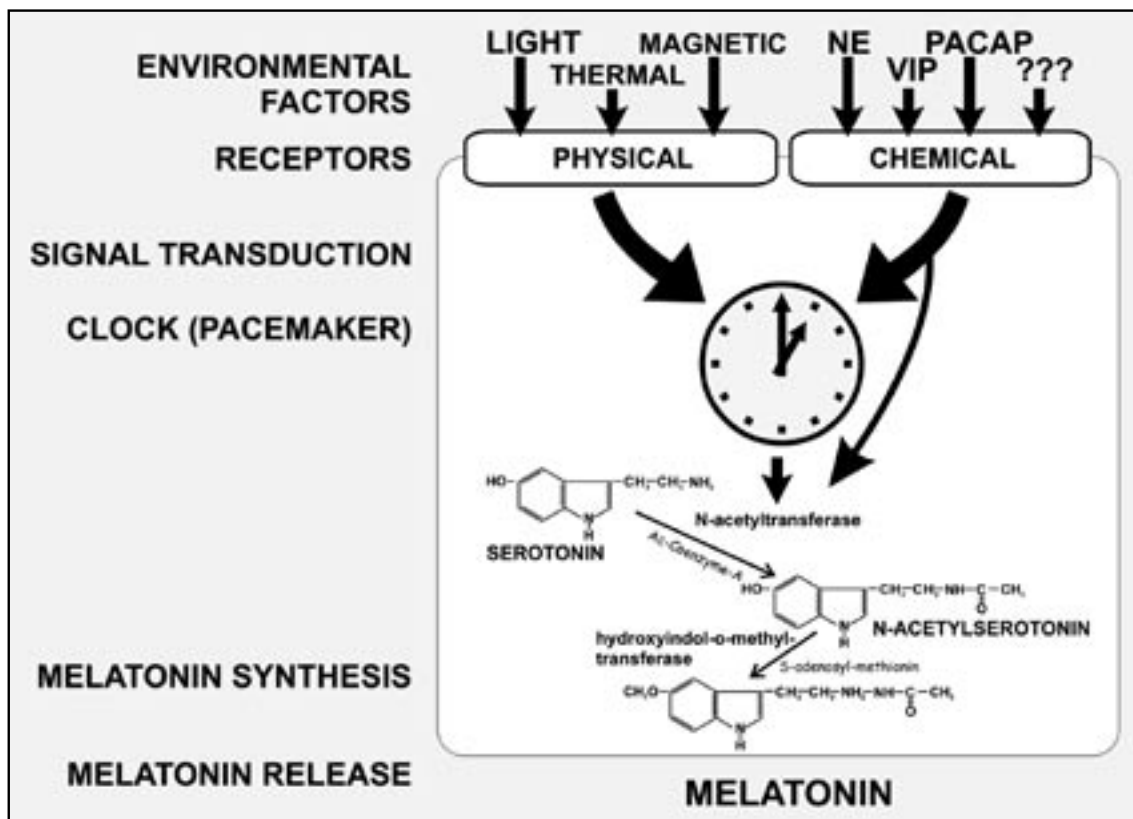 ENVIRONMENTAL
FACTORS
LIGHT
THERMAL
MAGNETIC
NE
VIP
PACAP
???
RECEPTORS
PHYSICAL
CHEMICAL
SIGNAL TRANSDUCTION
CLOCK (PACEMAKER)
N-acetyltransferase
HO
CH₂-CH₂-NH₂
N
H
SEROTONIN
Ac-Coenzyme-A
HO
CH₂-CH₂-NH-C-CH₃
O
N
H
N-ACETYLSEROTONIN
hydroxyindol-o-methyl-
transferase
S-adenosyl-methionin
MELATONIN SYNTHESIS
CH₃O
CH₂-CH₂-NH₂-NH-C-CH₃
O
N
H
MELATONIN RELEASE
MELATONIN